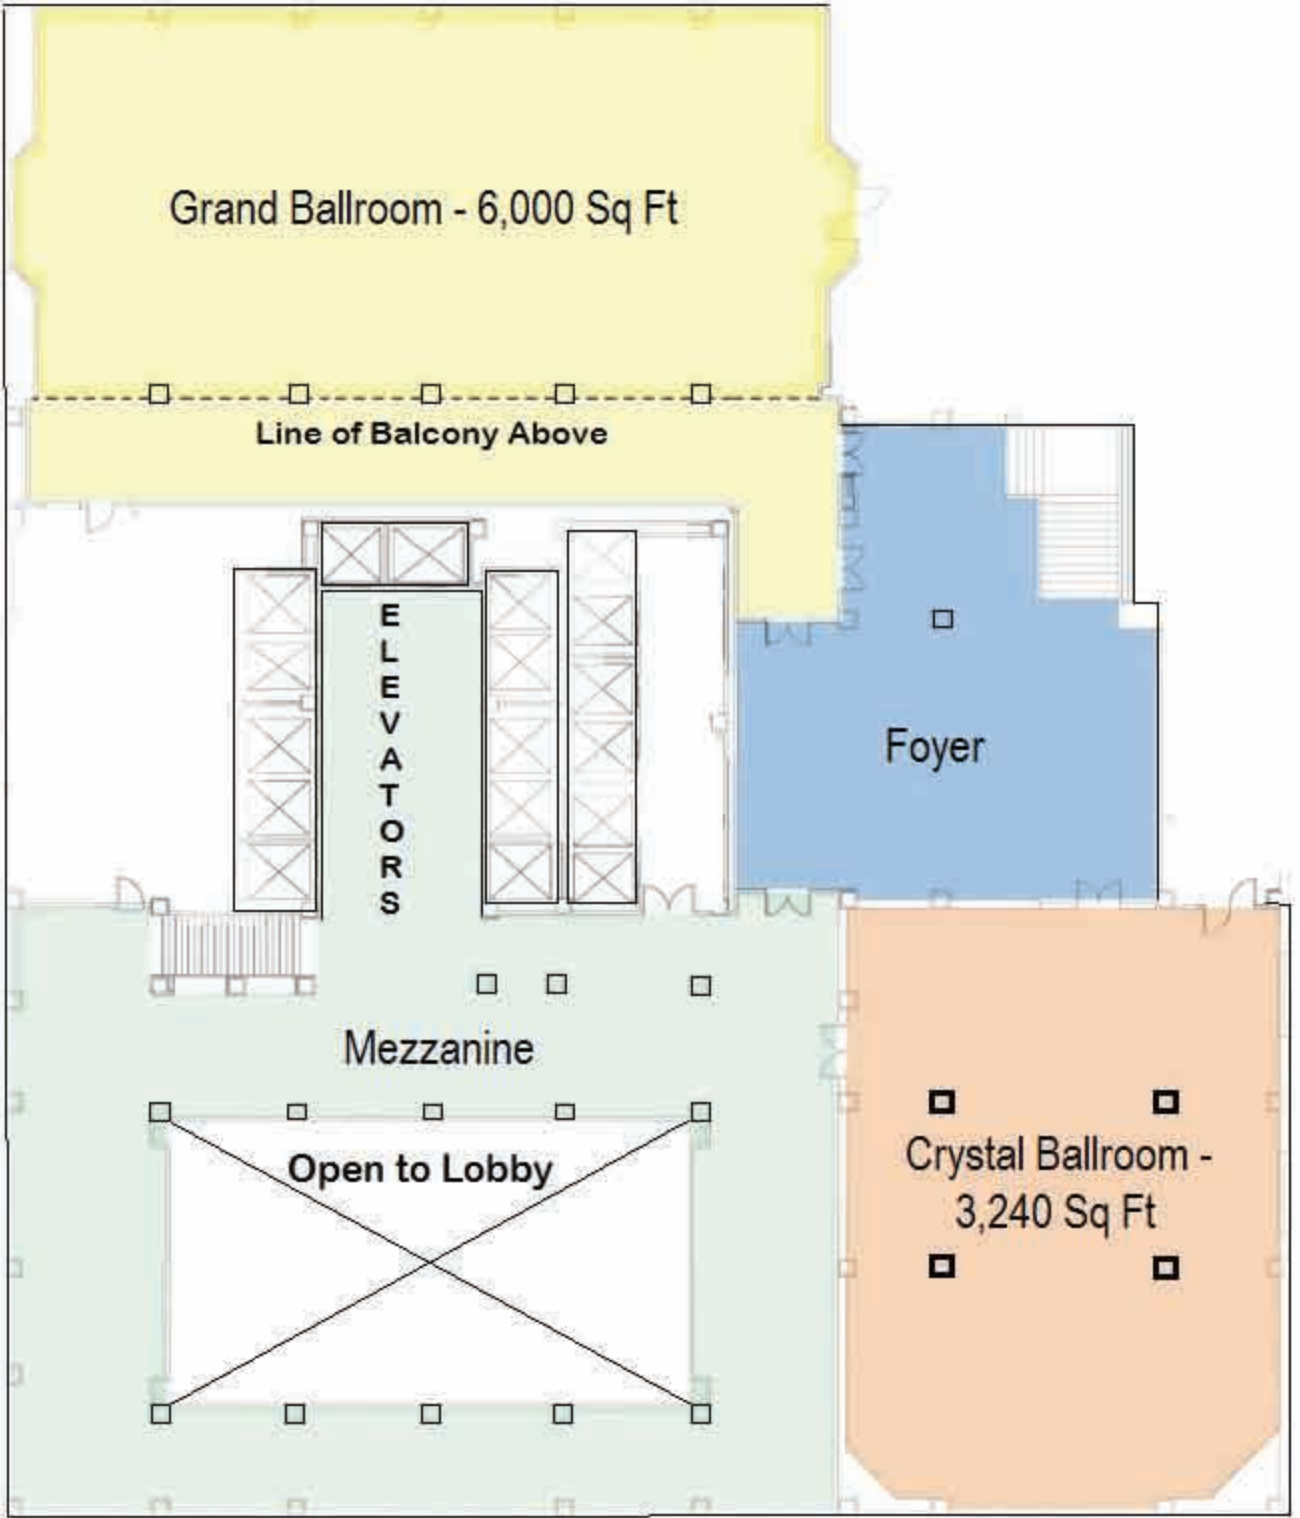 Grand Ballroom - 6,000 Sq Ft
Line of Balcony Above
ELEVATORS
Foyer
Mezzanine
Open to Lobby
Crystal Ballroom -
3,240 Sq Ft